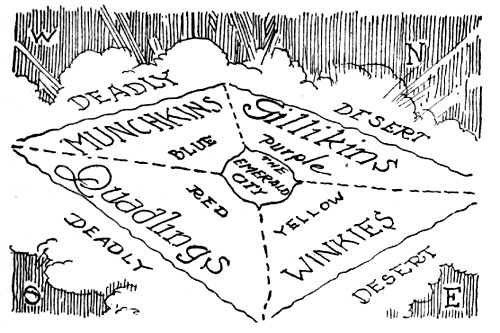 W
N
DEADLY
DESERT
MUNCHKINS
Gillikins
BLUE
purple
THE
EMERALD
CITY
Quadlings
RED
YELLOW
WINKIES
DEADLY
DESERT
S
E